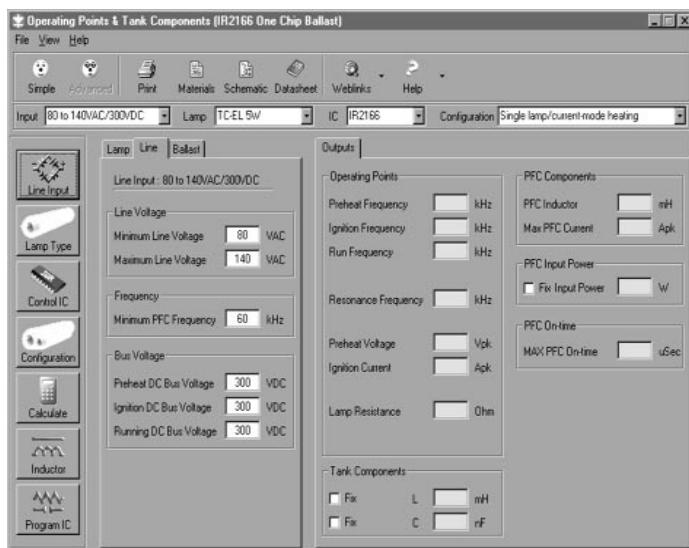 Operating Points & Tank Components (IR2166 One Chip Ballast)
File View Help
Simple Advanced Print Materials Schematic Datasheet Weblinks Help
Input 80 to 140VAC/300VDC Lamp TC-EL 5W IC IR2166 Configuration Single lamp/current-mode heating
Line Input
Lamp Type
Control IC
Configuration
Calculate
Inductor
Program IC
Lamp Line Ballast
Line Input : 80 to 140VAC/300VDC
Line Voltage
Minimum Line Voltage 80 VAC
Maximum Line Voltage 140 VAC
Frequency
Minimum PFC Frequency 60 kHz
Bus Voltage
Preheat DC Bus Voltage 300 VDC
Ignition DC Bus Voltage 300 VDC
Running DC Bus Voltage 300 VDC
Outputs
Operating Points
Preheat Frequency kHz
Ignition Frequency kHz
Run Frequency kHz
Resonance Frequency kHz
Preheat Voltage Vpk
Ignition Current Apk
Lamp Resistance Ohm
Tank Components
Fix L mH
Fix C nF
PFC Components
PFC Inductor mH
Max PFC Current Apk
PFC Input Power
Fix Input Power W
PFC On-time
MAX PFC On-time uSec